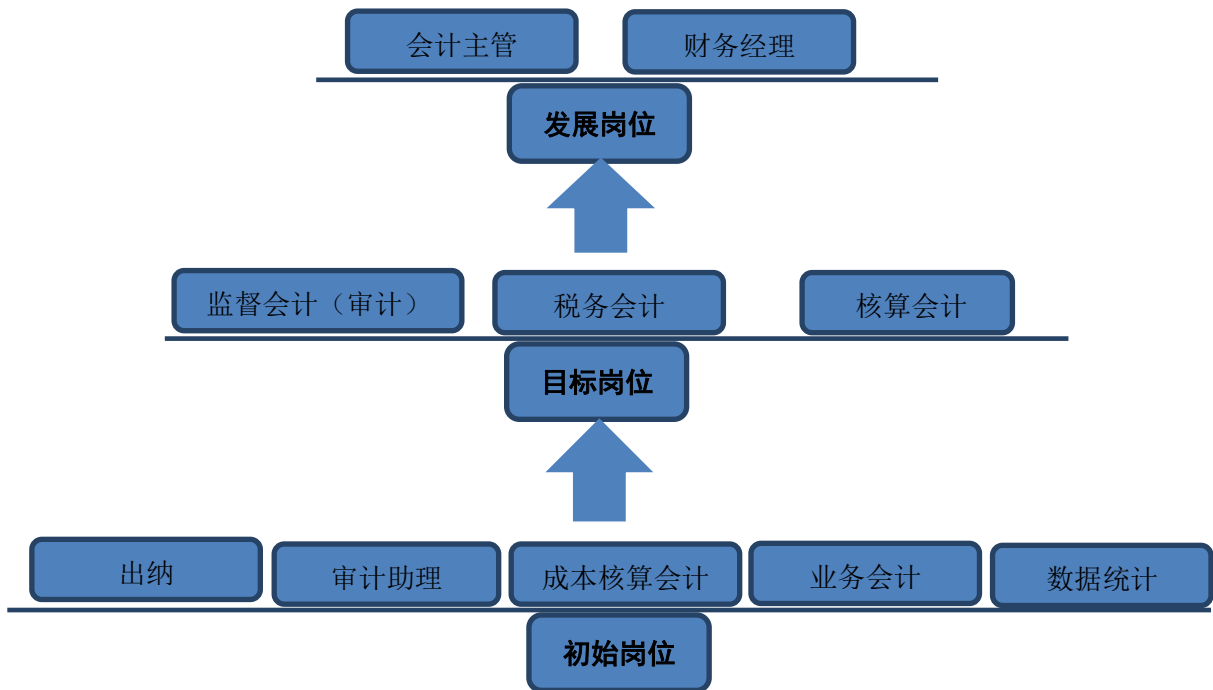 会计主管
财务经理
发展岗位
监督会计（审计）
税务会计
核算会计
目标岗位
出纳
审计助理
成本核算会计
业务会计
数据统计
初始岗位